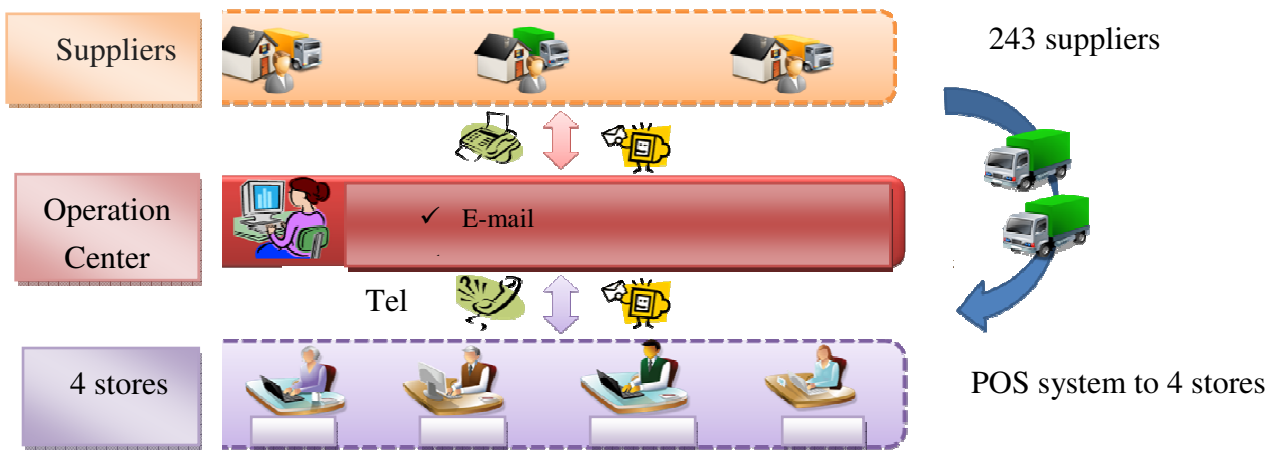 Suppliers
243 suppliers
Operation
Center
✓ E-mail
Tel
4 stores
POS system to 4 stores